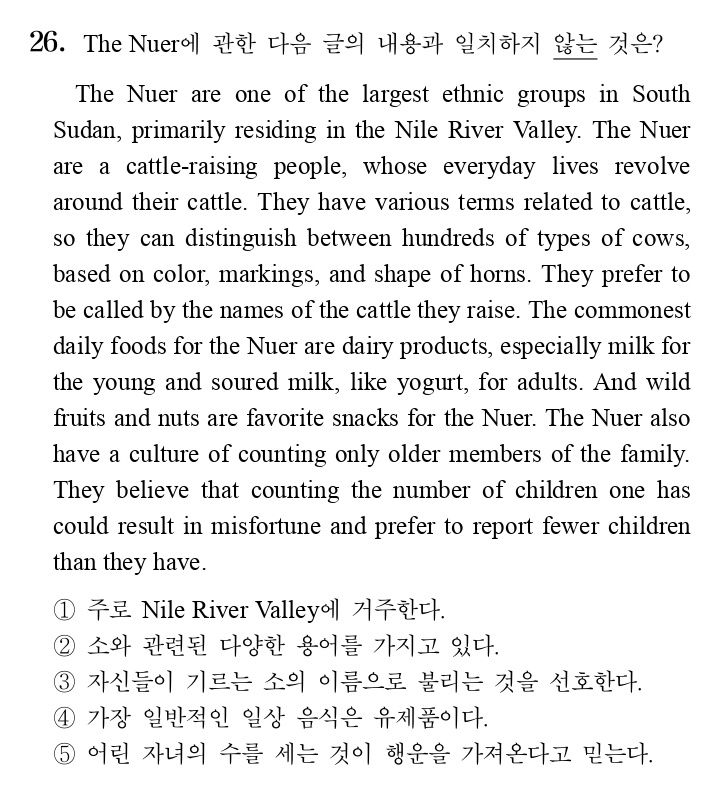 26. The Nuer에 관한 다음 글의 내용과 일치하지 않는 것은?
The Nuer are one of the largest ethnic groups in South
Sudan, primarily residing in the Nile River Valley. The Nuer
are a cattle-raising people, whose everyday lives revolve
around their cattle. They have various terms related to cattle,
so they can distinguish between hundreds of types of cows,
based on color, markings, and shape of horns. They prefer to
be called by the names of the cattle they raise. The commonest
daily foods for the Nuer are dairy products, especially milk for
the young and soured milk, like yogurt, for adults. And wild
fruits and nuts are favorite snacks for the Nuer. The Nuer also
have a culture of counting only older members of the family.
They believe that counting the number of children one has
could result in misfortune and prefer to report fewer children
than they have.
① 주로 Nile River Valley에 거주한다.
② 소와 관련된 다양한 용어를 가지고 있다.
③ 자신들이 기르는 소의 이름으로 불리는 것을 선호한다.
④ 가장 일반적인 일상 음식은 유제품이다.
⑤ 어린 자녀의 수를 세는 것이 행운을 가져온다고 믿는다.